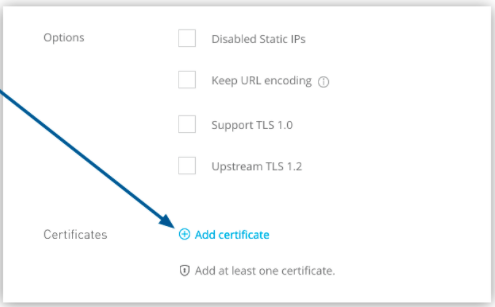 Options
Disabled Static IPs
Keep URL encoding
Support TLS 1.0
Upstream TLS 1.2
Certificates
Add certificate
Add at least one certificate.